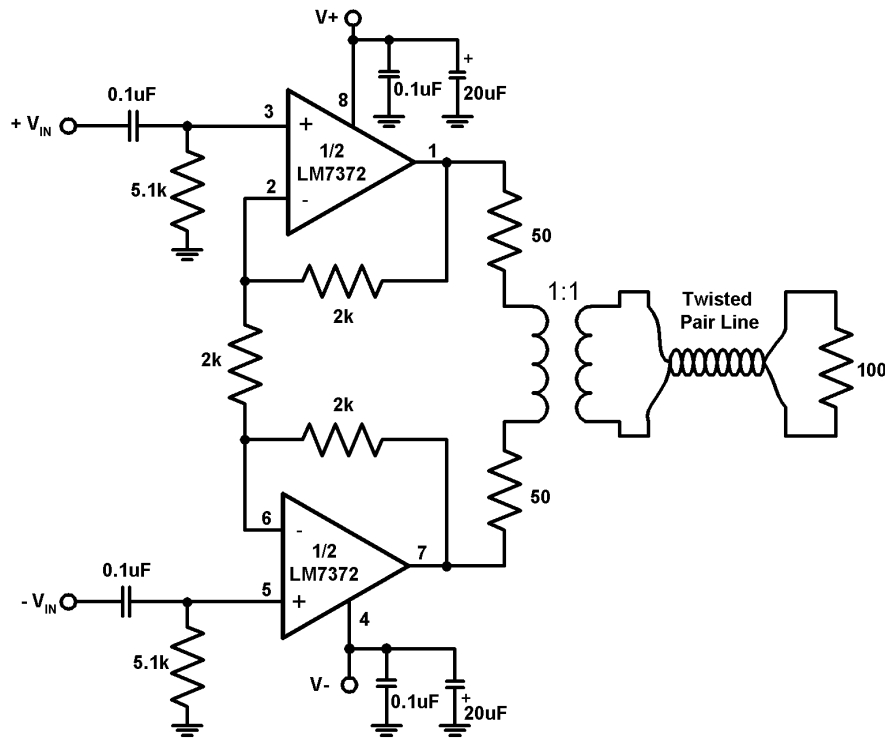 V+
0.1uF
+
20uF
0.1uF
+ VIN
3
8
+
1/2
LM7372
1
5.1k
2
-
50
2k
1:1
Twisted
Pair Line
2k
100
2k
50
6
-
1/2
LM7372
7
0.1uF
5
+
- VIN
4
5.1k
V-
0.1uF
+
20uF